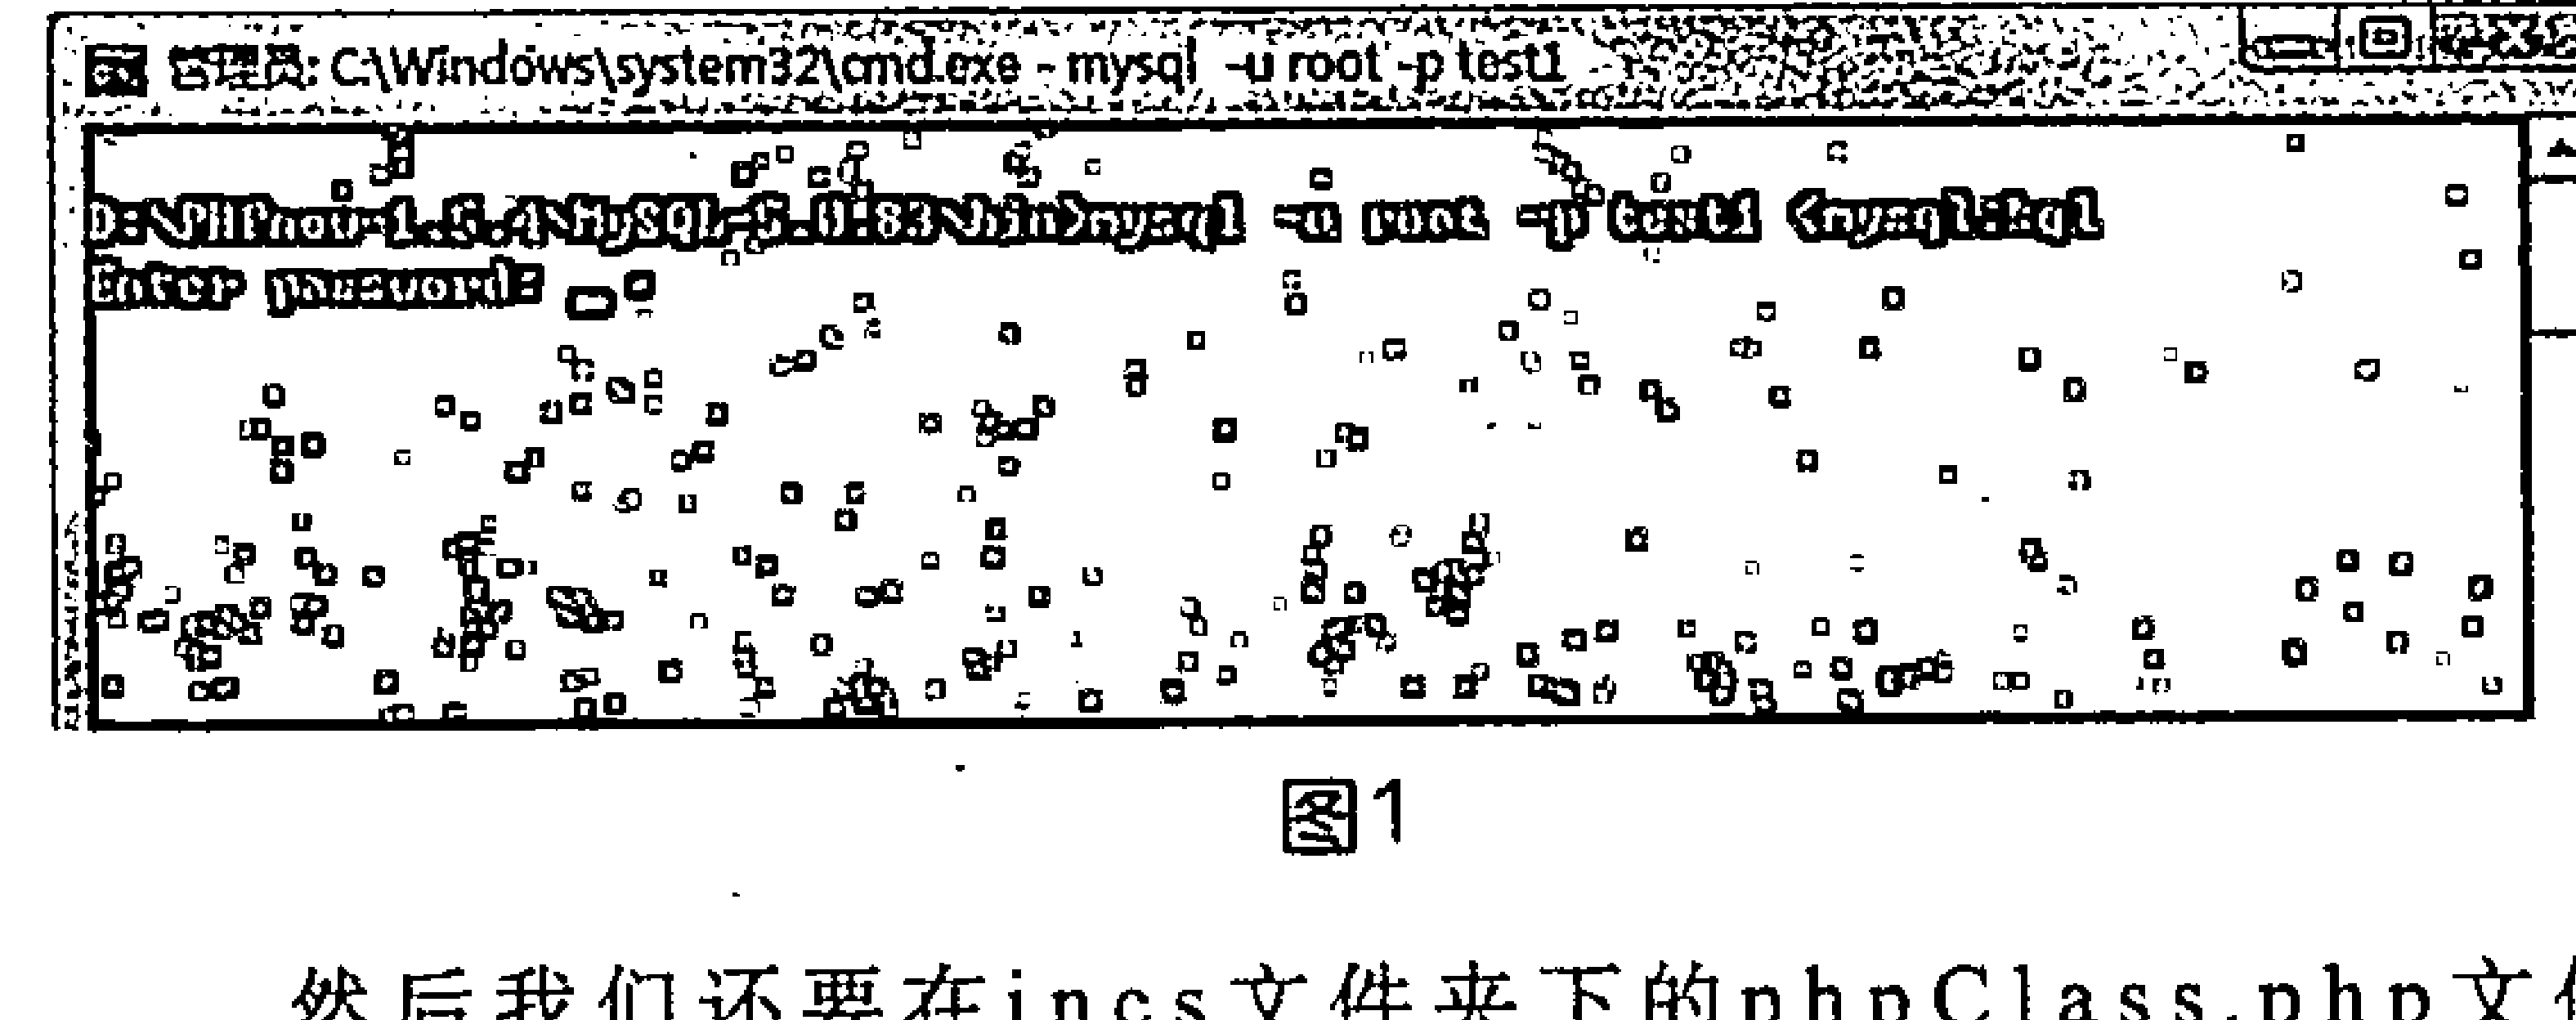 管理员: C:\Windows\system32\cmd.exe - mysql -u root -p test1
D:\PHPnow-1.5.4\MySQL-5.0.83\bin>mysql -u root -p test1 <mysql.sql
Enter password:
图1
然后我们还要在incs文件夹下的phpClass.php文件